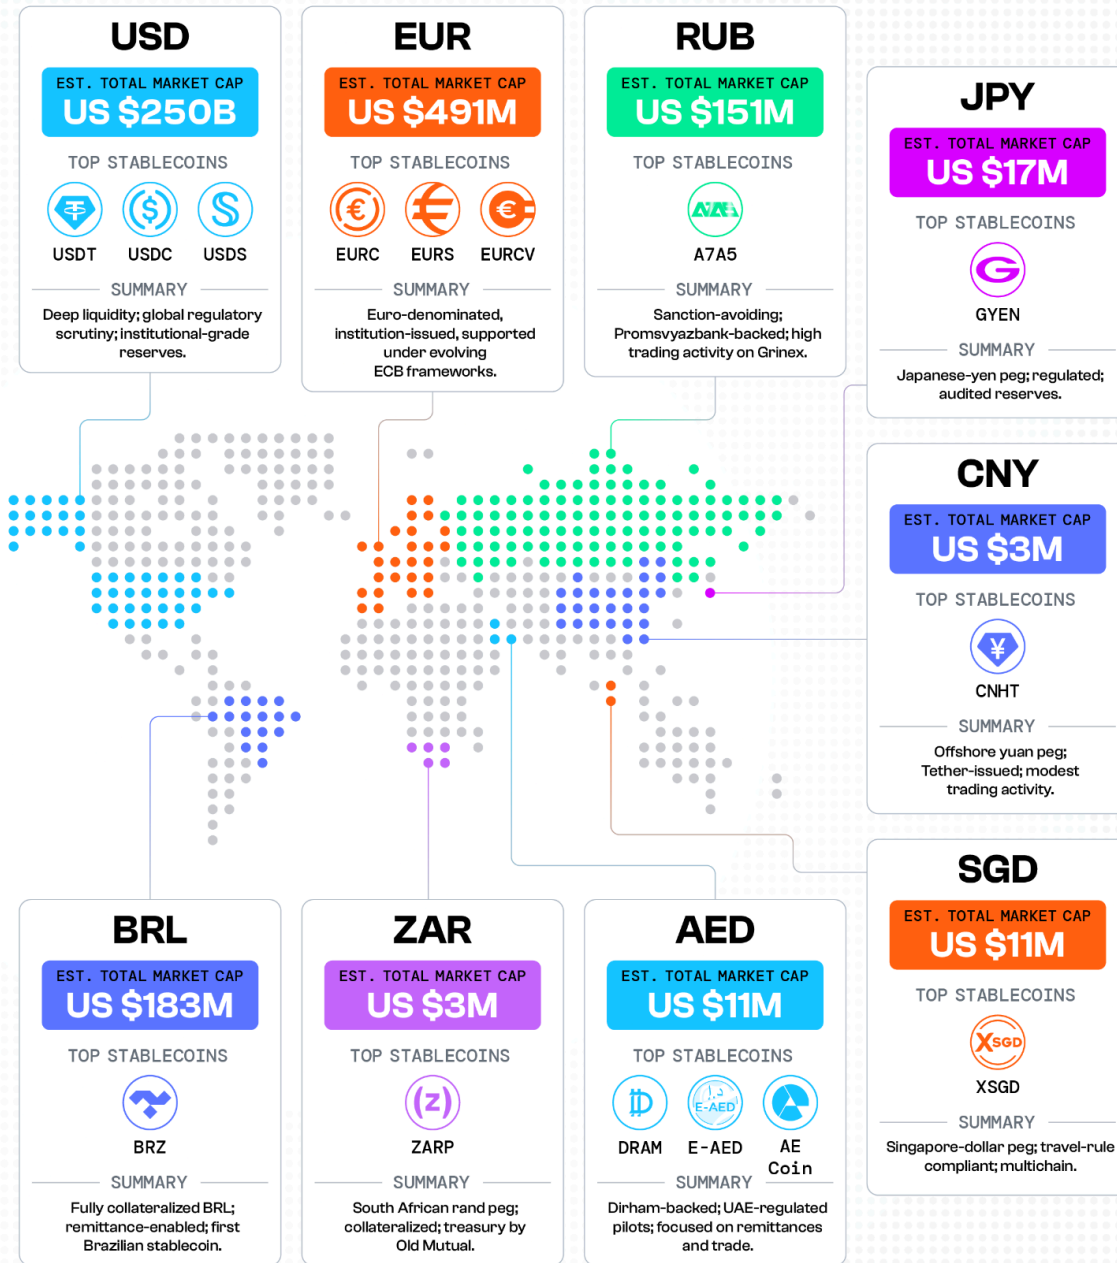 USD
EST. TOTAL MARKET CAP
US $250B
TOP STABLECOINS
USDT
USDC
USDS
SUMMARY
Deep liquidity; global regulatory
scrutiny; institutional-grade
reserves.
EUR
EST. TOTAL MARKET CAP
US $491M
TOP STABLECOINS
EURC
EURS
EURCV
SUMMARY
Euro-denominated,
institution-issued, supported
under evolving
ECB frameworks.
RUB
EST. TOTAL MARKET CAP
US $151M
TOP STABLECOINS
A7A5
A7A5
SUMMARY
Sanction-avoiding;
Promsvyazbank-backed; high
trading activity on Grinex.
JPY
EST. TOTAL MARKET CAP
US $17M
TOP STABLECOINS
GYEN
SUMMARY
Japanese-yen peg; regulated;
audited reserves.
CNY
EST. TOTAL MARKET CAP
US $3M
TOP STABLECOINS
¥
CNHT
SUMMARY
Offshore yuan peg;
Tether-issued; modest
trading activity.
SGD
EST. TOTAL MARKET CAP
US $11M
TOP STABLECOINS
XSGD
XSGD
SUMMARY
Singapore-dollar peg; travel-rule
compliant; multichain.
BRL
EST. TOTAL MARKET CAP
US $183M
TOP STABLECOINS
BRZ
SUMMARY
Fully collateralized BRL;
remittance-enabled; first
Brazilian stablecoin.
ZAR
EST. TOTAL MARKET CAP
US $3M
TOP STABLECOINS
(z)
ZARP
SUMMARY
South African rand peg;
collateralized; treasury by
Old Mutual.
AED
EST. TOTAL MARKET CAP
US $11M
TOP STABLECOINS
E-AED
DRAM
E-AED
AE
Coin
SUMMARY
Dirham-backed; UAE-regulated
pilots; focused on remittances
and trade.